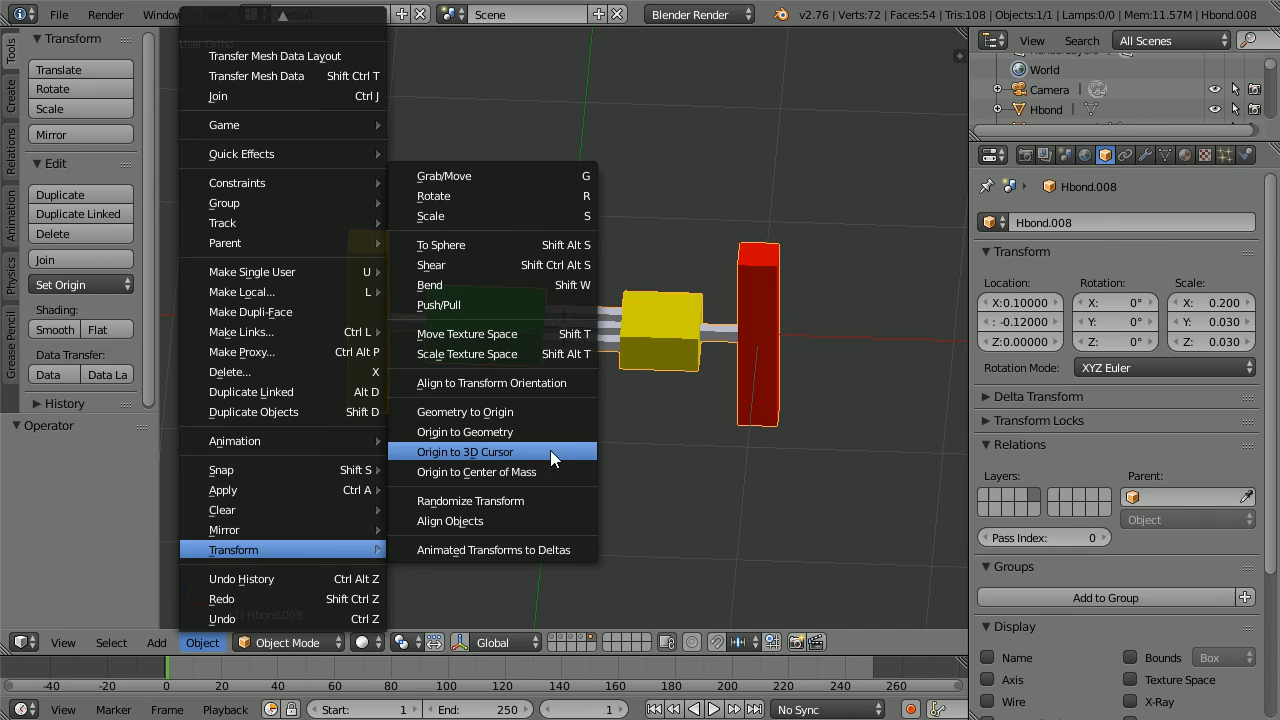 File
Render
Window
Default
Scene
Blender Render
v2.76 | Verts:72 | Faces:54 | Tris:108 | Objects:1/1 | Lamps:0/0 | Mem:11.57M | Hbond.008
Tools
Create
Relations
Animation
Physics
Grease Pencil
Transform
Translate
Rotate
Scale
Mirror
Edit
Duplicate
Duplicate Linked
Delete
Join
Set Origin
Shading:
Smooth
Flat
Data Transfer:
Data
Data La
History
Operator
User Ortho
Transfer Mesh Data Layout
Transfer Mesh Data Shift Ctrl T
Join Ctrl J
Game
Quick Effects
Constraints
Group
Track
Parent
Make Single User U
Make Local... L
Make Dupli-Face
Make Links... Ctrl L
Make Proxy... Ctrl Alt P
Delete... X
Duplicate Linked Alt D
Duplicate Objects Shift D
Animation
Snap Shift S
Apply Ctrl A
Clear
Mirror
Transform
Undo History Ctrl Alt Z
Redo Shift Ctrl Z
Undo Ctrl Z
Hbond.008
Grab/Move G
Rotate R
Scale S
To Sphere Shift Alt S
Shear Shift Ctrl Alt S
Bend Shift W
Push/Pull
Move Texture Space Shift T
Scale Texture Space Shift Alt T
Align to Transform Orientation
Geometry to Origin
Origin to Geometry
Origin to 3D Cursor
Origin to Center of Mass
Randomize Transform
Align Objects
Animated Transforms to Deltas
View
Search
All Scenes
World
Camera
Hbond
Hbond.008
Hbond.008
Transform
Location: Rotation: Scale:
X:0.10000 X: 0° X: 0.200
: -0.12000 Y: 0° Y: 0.030
Z:0.00000 Z: 0° Z: 0.030
Rotation Mode: XYZ Euler
Delta Transform
Transform Locks
Relations
Layers: Parent:
Object
Pass Index: 0
Groups
Add to Group
Display
Name Bounds Box
Axis Texture Space
Wire X-Ray
View Select Add Object Object Mode Global
-40 -20 0 20 40 60 80 100 120 140 160 180 200 220 240 260
View Marker Frame Playback Start: 1 End: 250 1 No Sync